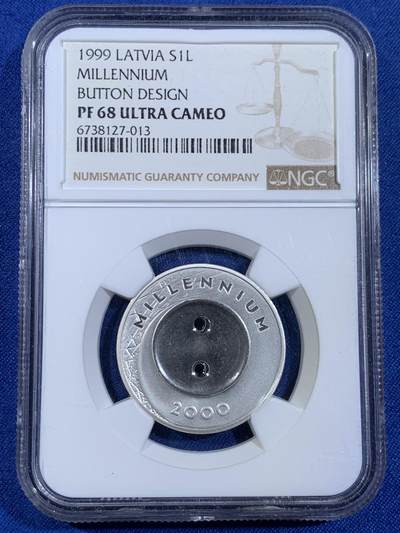 1999 LATVIA S1L
MILLENNIUM
BUTTON DESIGN
PF 68 ULTRA CAMEO
6738127-013
NUMISMATIC GUARANTY COMPANY
NGC
MILLENNIUM
2000